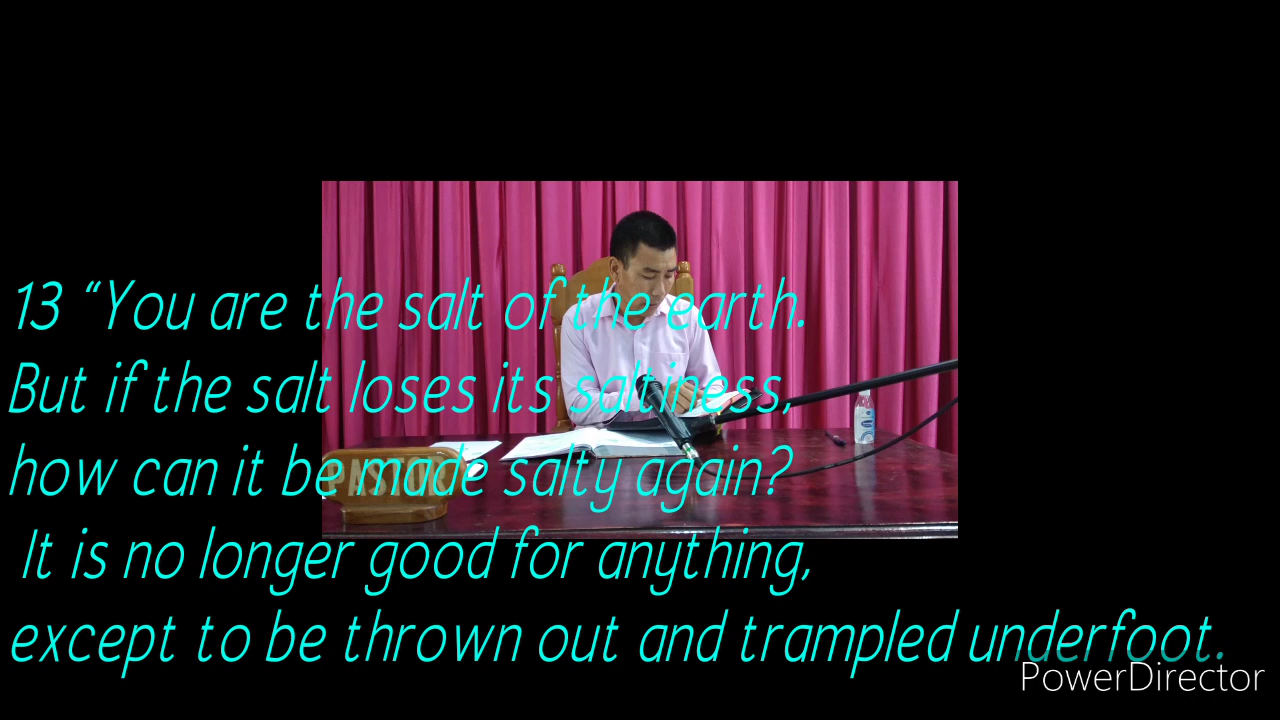 13 “You are the salt of the earth.
But if the salt loses its saltiness,
how can it be made salty again?
PASTOR
It is no longer good for anything,
except to be thrown out and trampled underfoot.
PowerDirector